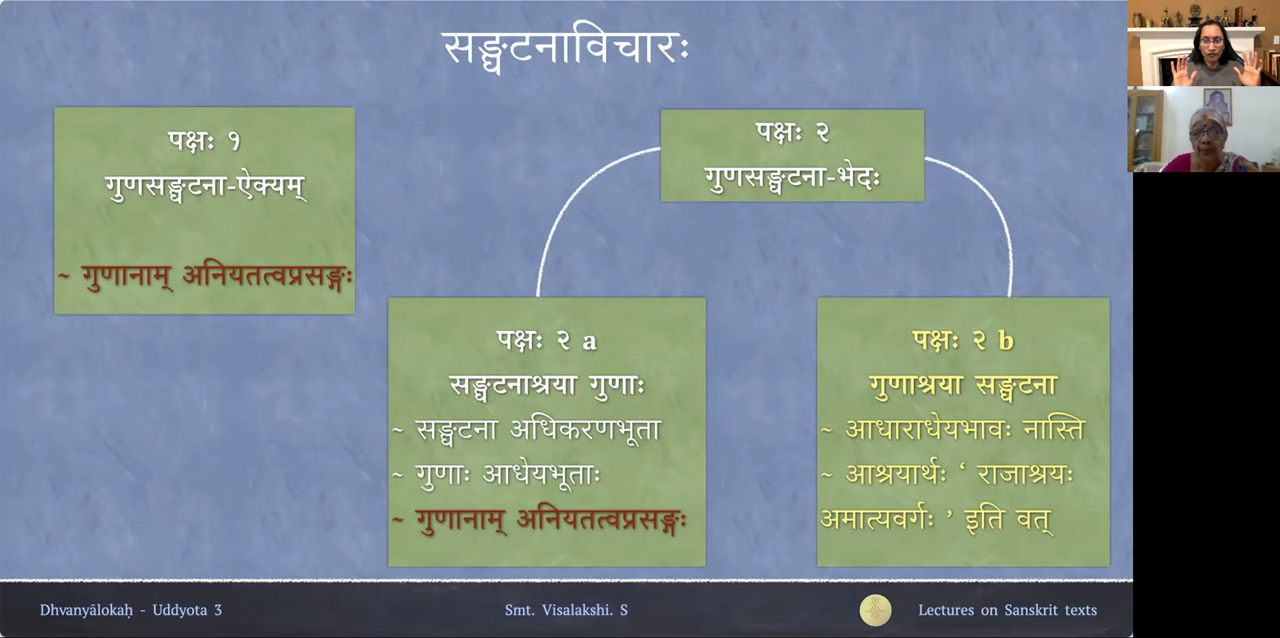 सङ्घटनाविचारः
पक्षः १
गुणसङ्घटना-ऐक्यम्
~ गुणानाम् अनियतत्वप्रसङ्गः
पक्षः २
गुणसङ्घटना-भेदः
पक्षः २ a
सङ्घटनाश्रया गुणाः
~ सङ्घटना अधिकरणभूता
~ गुणाः आधेयभूताः
~ गुणानाम् अनियतत्वप्रसङ्गः
पक्षः २ b
गुणाश्रया सङ्घटना
~ आधाराधेयभावः नास्ति
~ आश्रयार्थः ‘ राजाश्रयः
अमात्यवर्गः ’ इति वत्
Dhvanyālokaḥ - Uddyota 3
Smt. Visalakshi. S
Lectures on Sanskrit texts